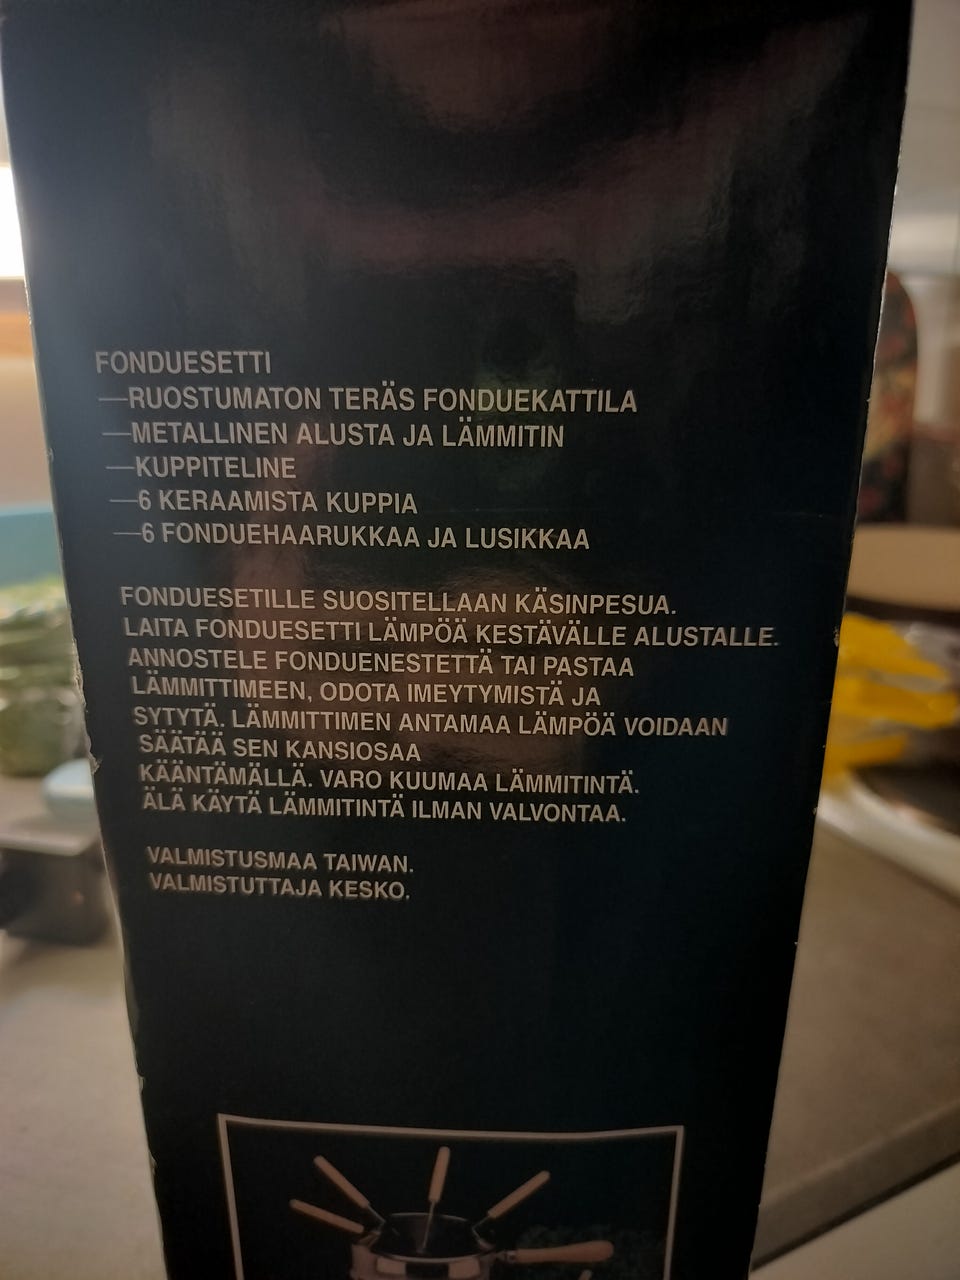 FONDUESETTI
—RUOSTUMATON TERÄS FONDUEKATTILA
—METALLINEN ALUSTA JA LÄMMITIN
—KUPPITELINE
—6 KERAAMISTA KUPPIA
—6 FONDUEHAARUKKAA JA LUSIKKAA
FONDUESETILLE SUOSITELLAAN KÄSINPESUA.
LAITA FONDUESETTI LÄMPÖÄ KESTÄVÄLLE ALUSTALLE.
ANNOSTELE FONDUENESTETTÄ TAI PASTAA
LÄMMITTIMEEN, ODOTA IMEYTYMISTÄ JA
SYTYTÄ. LÄMMITTIMEN ANTAMAA LÄMPÖÄ VOIDAAN
SÄÄTÄÄ SEN KANSIOSAA
KÄÄNTÄMÄLLÄ. VARO KUUMAA LÄMMITINTÄ.
ÄLÄ KÄYTÄ LÄMMITINTÄ ILMAN VALVONTAA.
VALMISTUSMAA TAIWAN.
VALMISTUTTAJA KESKO.